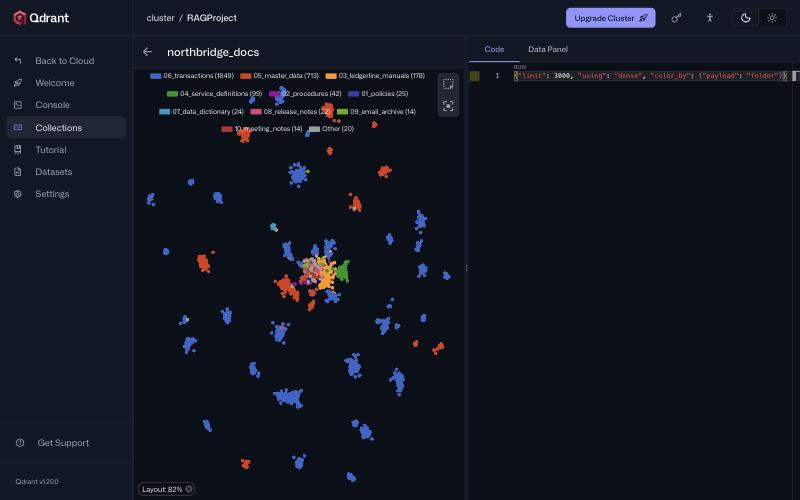 Qdrant
cluster / RAGProject
Upgrade Cluster
Back to Cloud
Welcome
Console
Collections
Tutorial
Datasets
Settings
Get Support
Qdrant v1.20.0
northbridge_docs
06_transactions (1849) 05_master_data (713) 03_ledgerline_manuals (178)
04_service_definitions (99) 02_procedures (42) 01_policies (25)
07_data_dictionary (24) 08_release_notes (22) 09_email_archive (14)
10_meeting_notes (14) Other (20)
Layout: 82%
Code Data Panel
RUN
1 {"limit": 3000, "using": "dense", "color_by": {"payload": "folder"}}